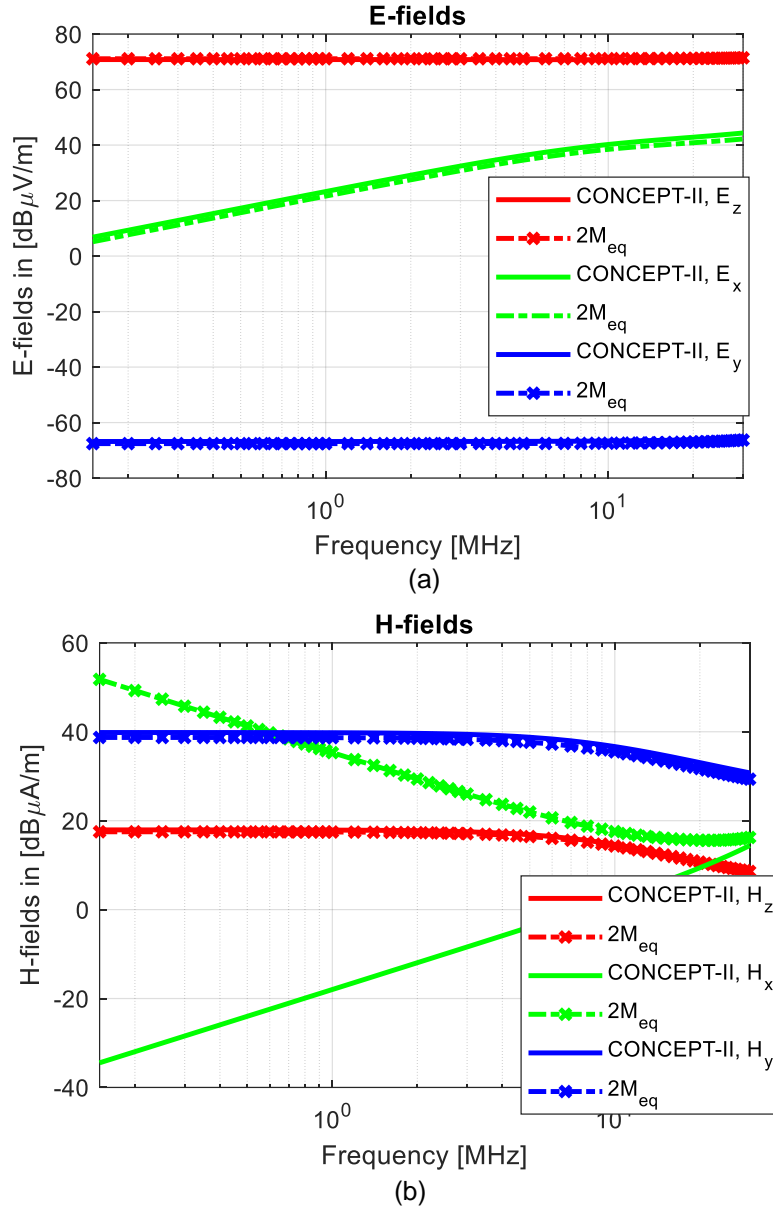 E-fields
80
60
40
20
0
-20
-40
-60
-80
E-fields in [dBμV/m]
CONCEPT-II, E_z
2M_eq
CONCEPT-II, E_x
2M_eq
CONCEPT-II, E_y
2M_eq
10^0
10^1
Frequency [MHz]
(a)
H-fields
60
40
20
0
-20
-40
H-fields in [dBμA/m]
CONCEPT-II, H_z
2M_eq
CONCEPT-II, H_x
2M_eq
CONCEPT-II, H_y
2M_eq
10^0
Frequency [MHz]
(b)